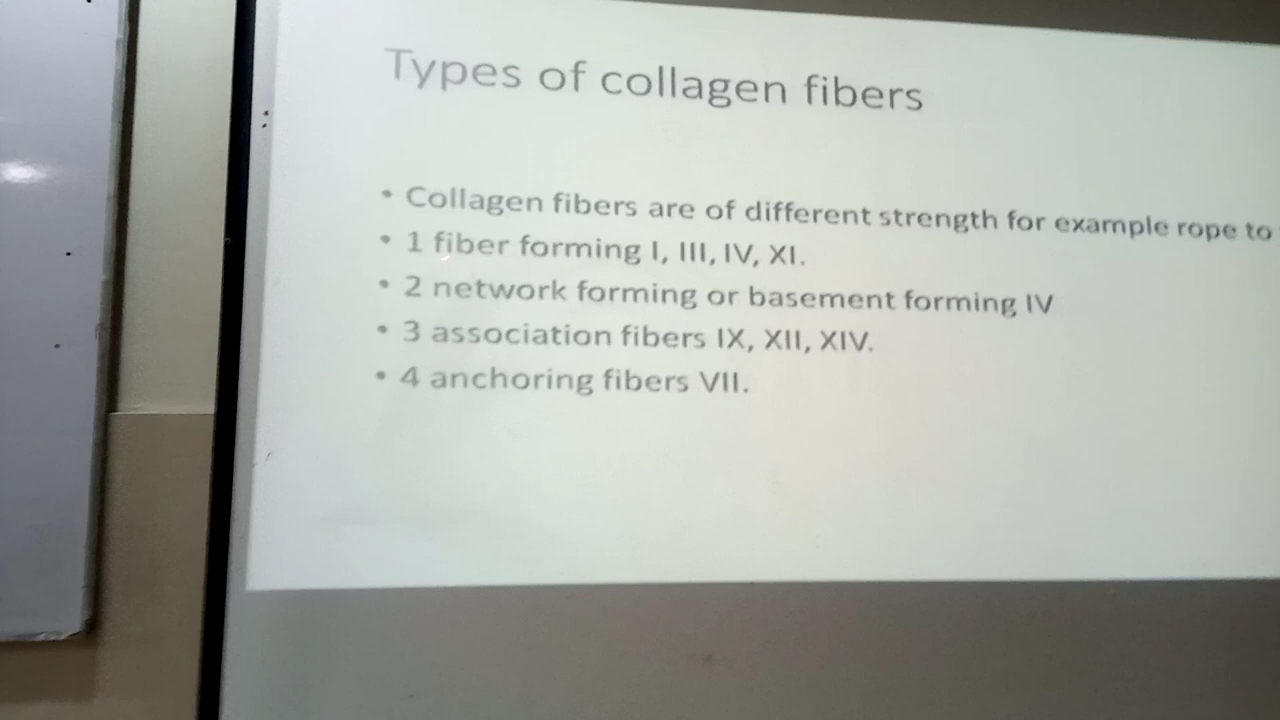 Types of collagen fibers
• Collagen fibers are of different strength for example rope to
• 1 fiber forming I, III, IV, XI.
• 2 network forming or basement forming IV
• 3 association fibers IX, XII, XIV.
• 4 anchoring fibers VII.